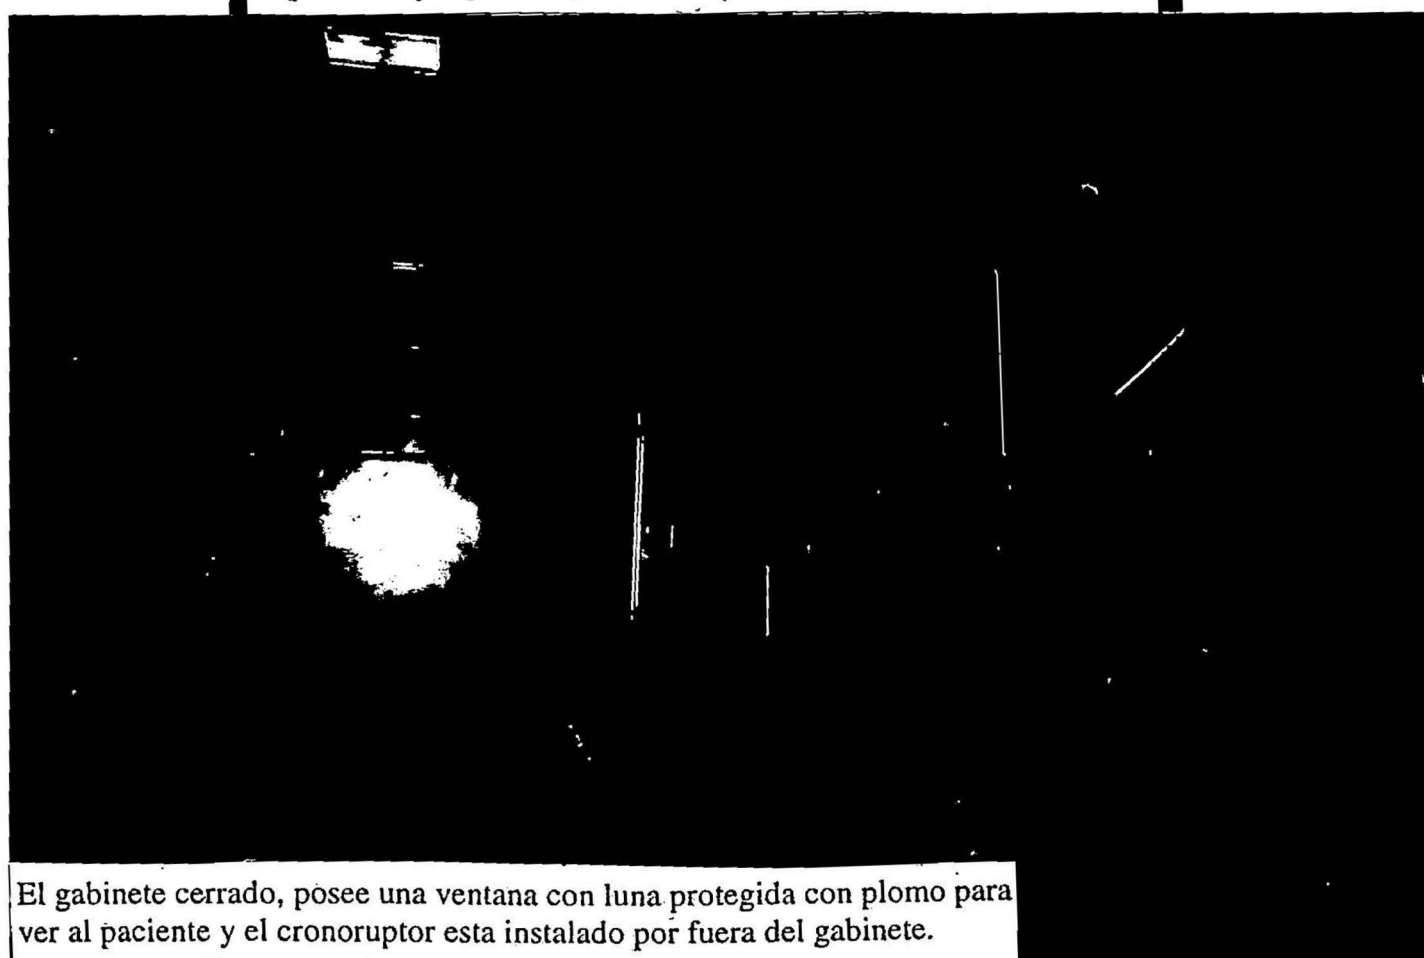 El gabinete cerrado, posee una ventana con luna protegida con plomo para
ver al paciente y el cronoruptor esta instalado por fuera del gabinete.